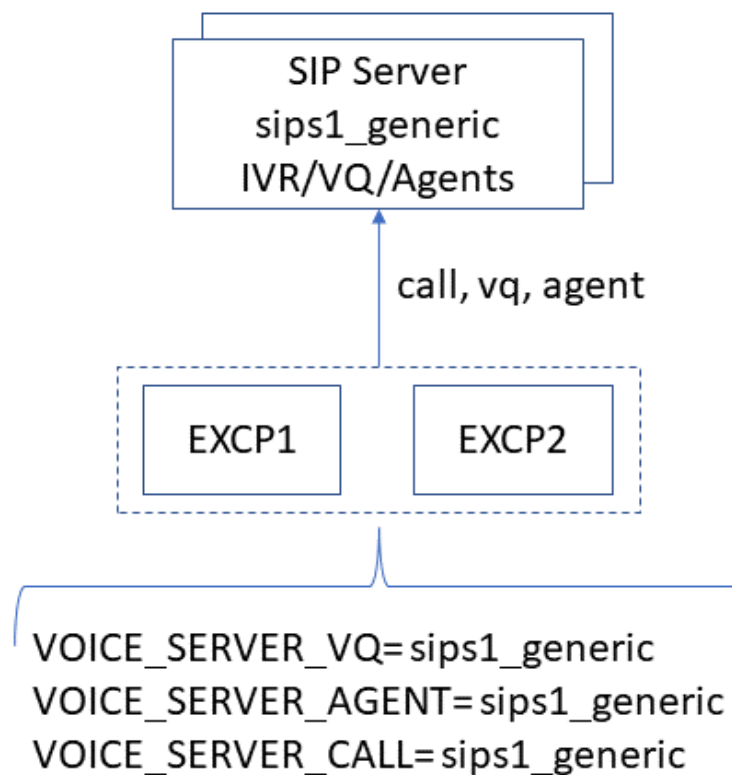 SIP Server
sips1_generic
IVR/VQ/Agents
call, vq, agent
EXCP1
EXCP2
VOICE_SERVER_VQ=sips1_generic
VOICE_SERVER_AGENT=sips1_generic
VOICE_SERVER_CALL=sips1_generic